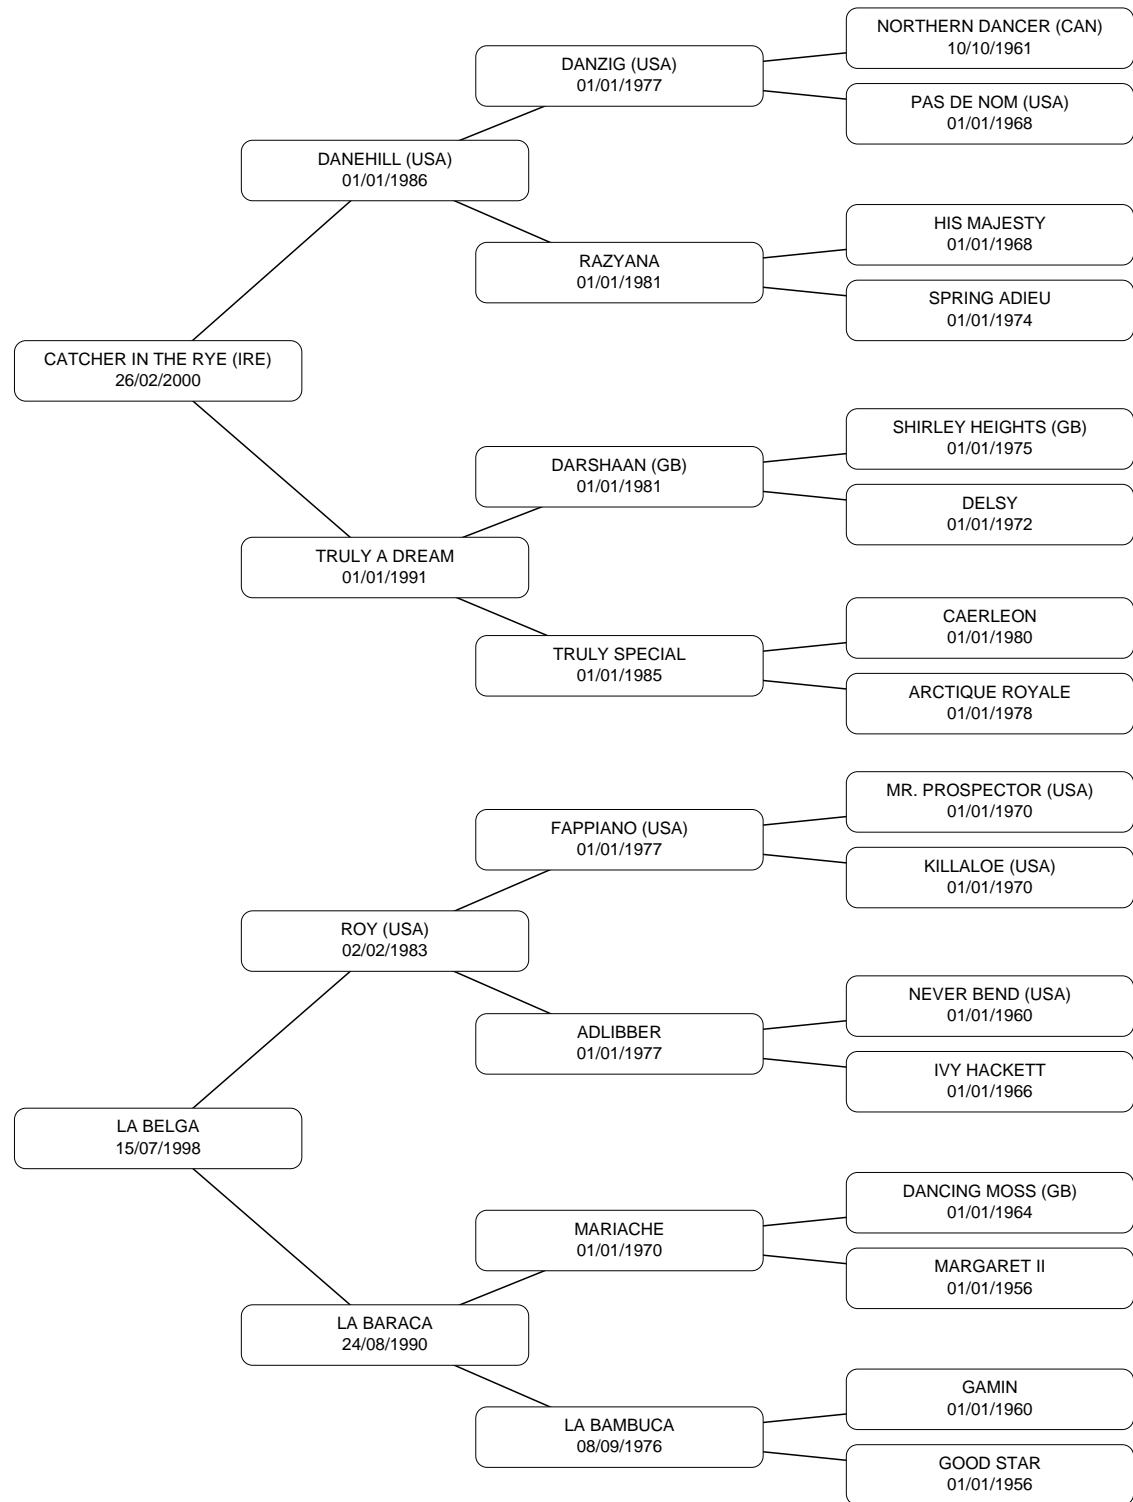 NORTHERN DANCER (CAN)
10/10/1961
DANZIG (USA)
01/01/1977
PAS DE NOM (USA)
01/01/1968
DANEHILL (USA)
01/01/1986
HIS MAJESTY
01/01/1968
RAZYANA
01/01/1981
SPRING ADIEU
01/01/1974
CATCHER IN THE RYE (IRE)
26/02/2000
SHIRLEY HEIGHTS (GB)
01/01/1975
DARSHAAN (GB)
01/01/1981
DELSY
01/01/1972
TRULY A DREAM
01/01/1991
CAERLEON
01/01/1980
TRULY SPECIAL
01/01/1985
ARCTIQUE ROYALE
01/01/1978
MR. PROSPECTOR (USA)
01/01/1970
FAPPIANO (USA)
01/01/1977
KILLALOE (USA)
01/01/1970
ROY (USA)
02/02/1983
NEVER BEND (USA)
01/01/1960
ADLIBBER
01/01/1977
IVY HACKETT
01/01/1966
LA BELGA
15/07/1998
DANCING MOSS (GB)
01/01/1964
MARIACHE
01/01/1970
MARGARET II
01/01/1956
LA BARACA
24/08/1990
GAMIN
01/01/1960
LA BAMBUCA
08/09/1976
GOOD STAR
01/01/1956